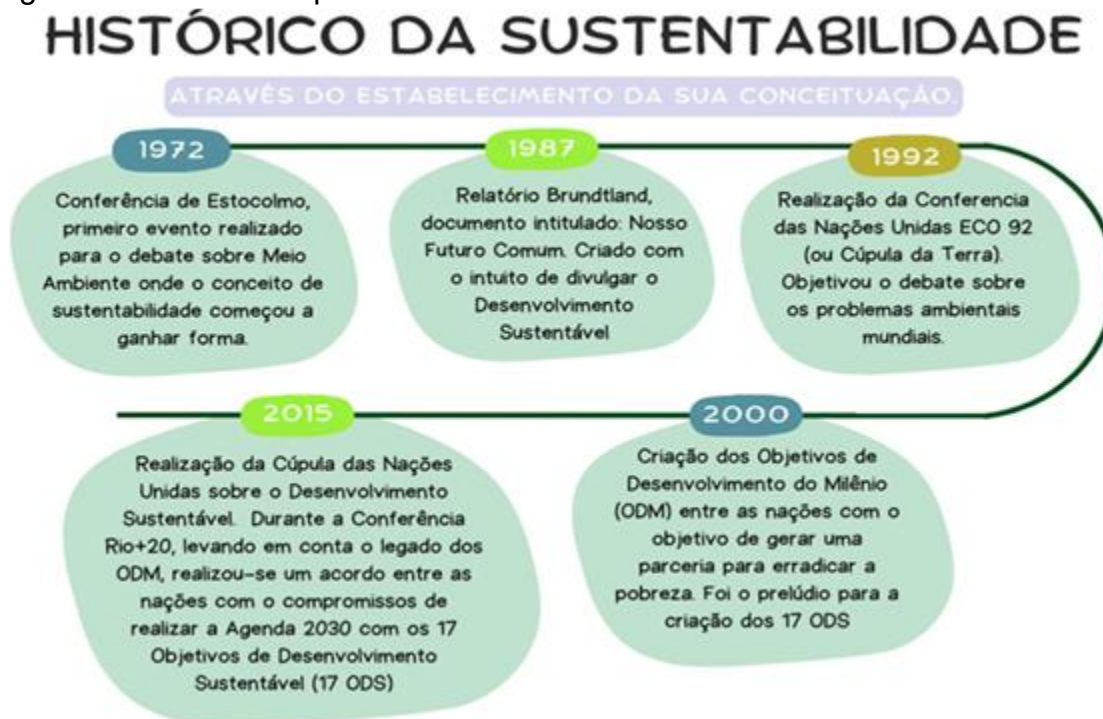 HISTÓRICO DA SUSTENTABILIDADE
ATRAVÉS DO ESTABELECIMENTO DA SUA CONCEITUAÇÃO.
1972
Conferência de Estocolmo,
primeiro evento realizado
para o debate sobre Meio
Ambiente onde o conceito de
sustentabilidade começou a
ganhar forma.
1987
Relatório Brundtland,
documento intitulado: Nosso
Futuro Comum. Criado com
o intuito de divulgar o
Desenvolvimento
Sustentável
1992
Realização da Conferencia
das Nações Unidas ECO 92
(ou Cúpula da Terra).
Objetivou o debate sobre
os problemas ambientais
mundiais.
2000
Criação dos Objetivos de
Desenvolvimento do Milênio
(ODM) entre as nações com o
objetivo de gerar uma
parceria para erradicar a
pobreza. Foi o prelúdio para a
criação dos 17 ODS
2015
Realização da Cúpula das Nações
Unidas sobre o Desenvolvimento
Sustentável. Durante a Conferência
Rio+20, levando em conta o legado dos
ODM, realizou-se um acordo entre as
nações com o compromissos de
realizar a Agenda 2030 com os 17
Objetivos de Desenvolvimento
Sustentável (17 ODS)